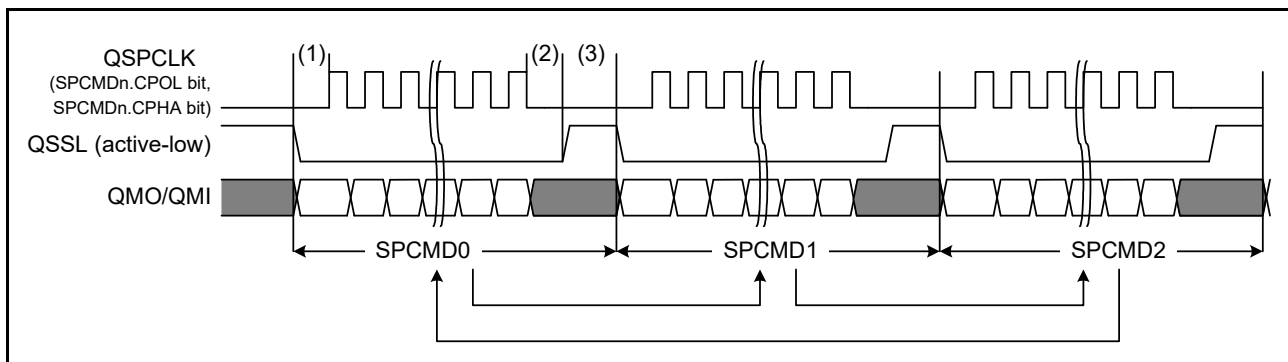 (1) (2) (3)
QSPCLK
(SPCMDn.CPOL bit,
SPCMDn.CPHA bit)
QSSL (active-low)
QMO/QMI
SPCMD0 SPCMD1 SPCMD2